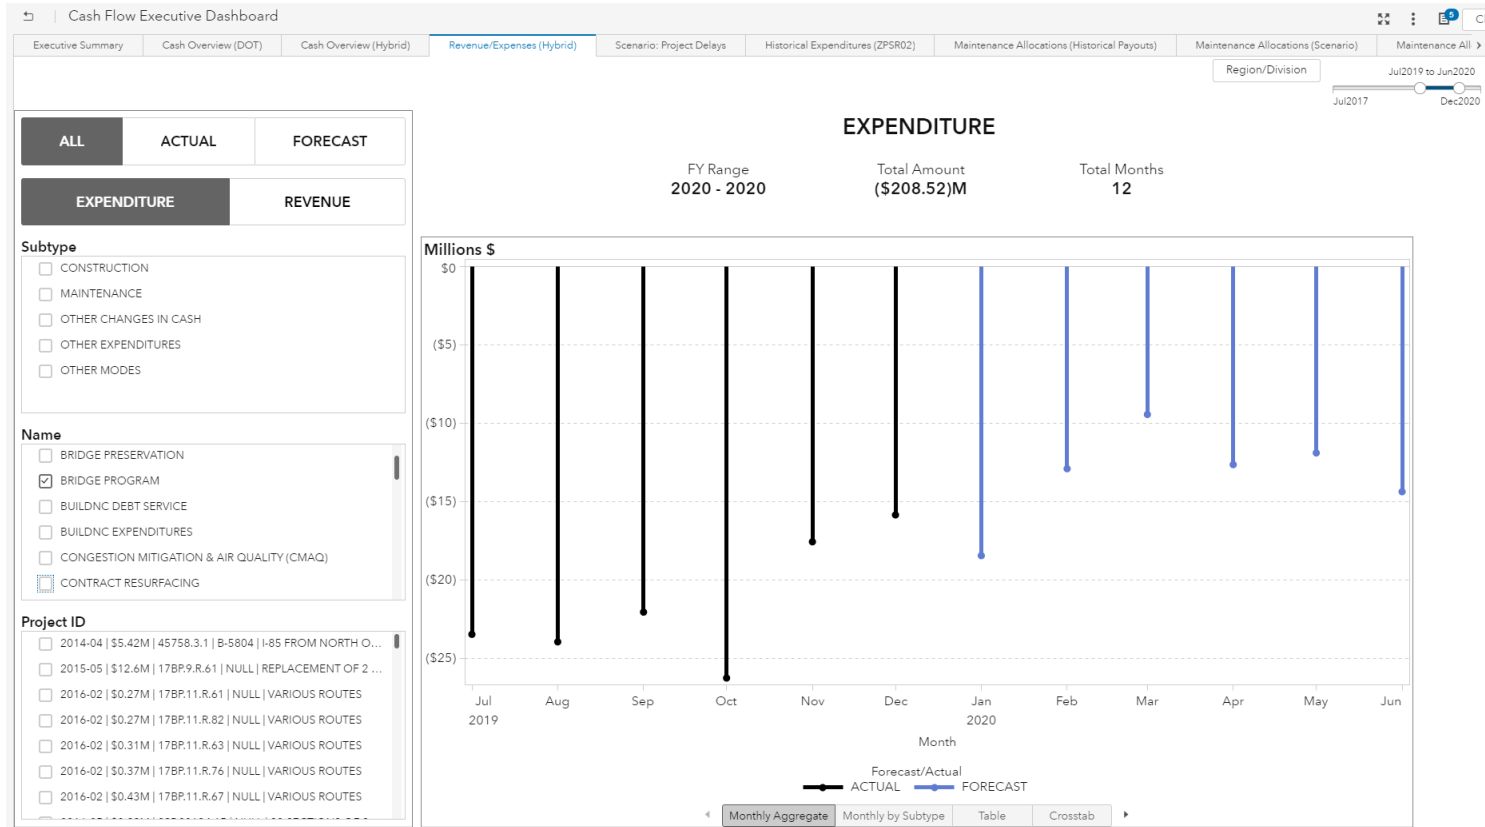 Cash Flow Executive Dashboard
5
Executive Summary
Cash Overview (DOT)
Cash Overview (Hybrid)
Revenue/Expenses (Hybrid)
Scenario: Project Delays
Historical Expenditures (ZPSR02)
Maintenance Allocations (Historical Payouts)
Maintenance Allocations (Scenario)
Maintenance All
Region/Division
Jul2019 to Jun2020
Jul2017
Dec2020
ALL
ACTUAL
FORECAST
EXPENDITURE
REVENUE
Subtype
CONSTRUCTION
MAINTENANCE
OTHER CHANGES IN CASH
OTHER EXPENDITURES
OTHER MODES
Name
BRIDGE PRESERVATION
BRIDGE PROGRAM
BUILDNC DEBT SERVICE
BUILDNC EXPENDITURES
CONGESTION MITIGATION & AIR QUALITY (CMAQ)
CONTRACT RESURFACING
Project ID
2014-04 | $5.42M | 45758.3.1 | B-5804 | I-85 FROM NORTH O...
2015-05 | $12.6M | 17BP.9.R.61 | NULL | REPLACEMENT OF 2 ...
2016-02 | $0.27M | 17BP.11.R.61 | NULL | VARIOUS ROUTES
2016-02 | $0.27M | 17BP.11.R.82 | NULL | VARIOUS ROUTES
2016-02 | $0.31M | 17BP.11.R.63 | NULL | VARIOUS ROUTES
2016-02 | $0.37M | 17BP.11.R.76 | NULL | VARIOUS ROUTES
2016-02 | $0.43M | 17BP.11.R.67 | NULL | VARIOUS ROUTES
EXPENDITURE
FY Range
2020 - 2020
Total Amount
($208.52)M
Total Months
12
Millions $
$0
($5)
($10)
($15)
($20)
($25)
Jul
Aug
Sep
Oct
Nov
Dec
Jan
Feb
Mar
Apr
May
Jun
2019
2020
Month
Forecast/Actual
ACTUAL
FORECAST
Monthly Aggregate
Monthly by Subtype
Table
Crosstab